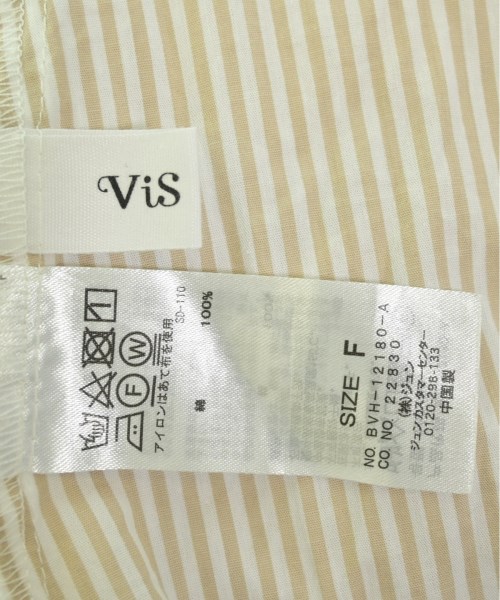 ViS
F
W
アイロンはあて布を使用
SD-110
綿
100%
SIZE F
NO. BVH-12180-A
CO. NO. 22830
(株)ジュン
ジュンカスタマーセンター
0120-298-133
中国製